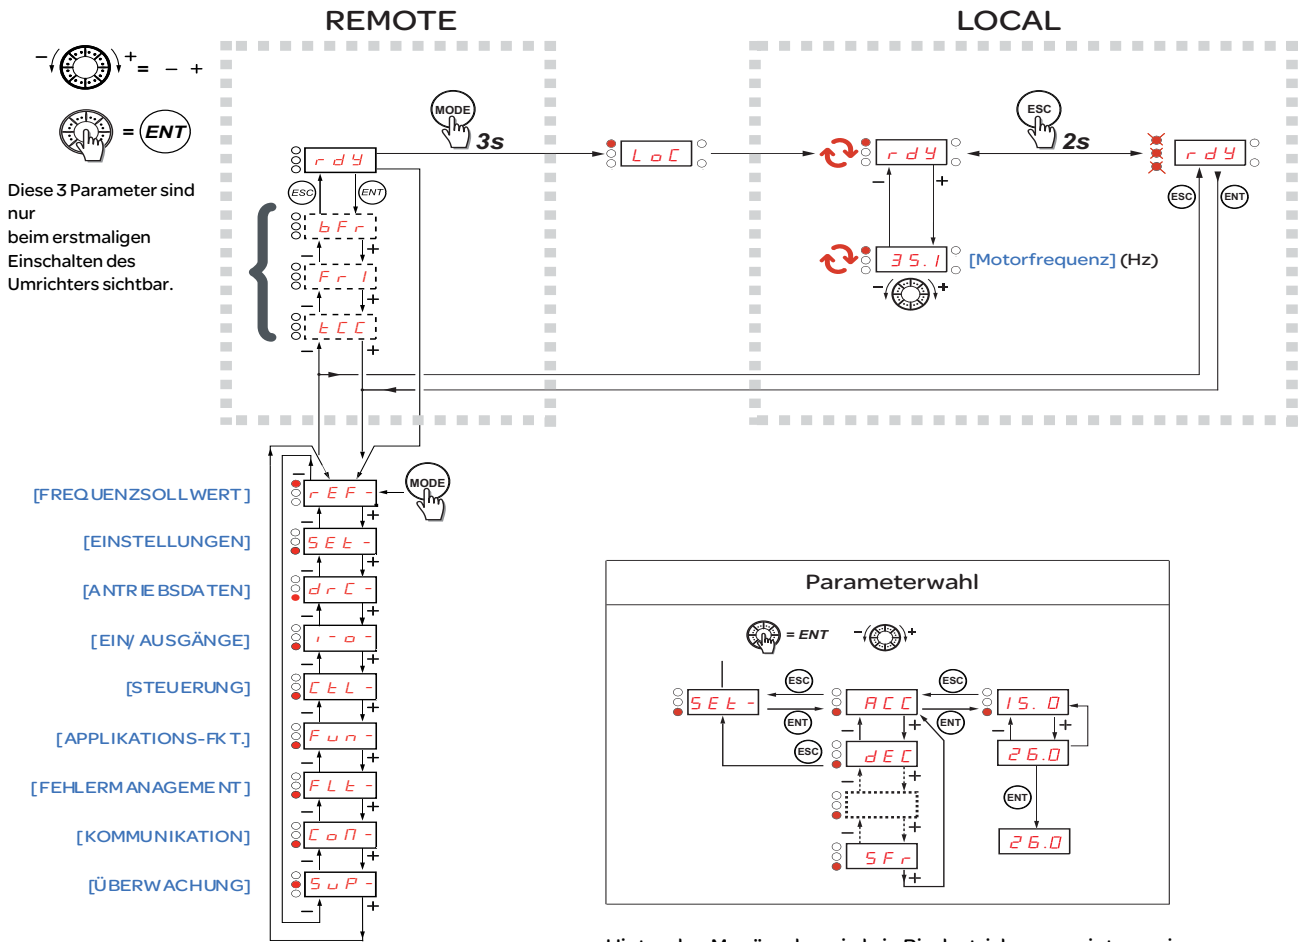 REMOTE
LOCAL
= - +
= ENT
MODE
3s
ESC
2s
Diese 3 Parameter sind
nur
beim erstmaligen
Einschalten des
Umrichters sichtbar.
rdY
LoC
rdY
rdY
ESC
ENT
ESC
ENT
bFr
Fr1
tCC
35.1
[Motorfrequenz] (Hz)
[FREQUENZSOLLWERT]
rEF-
MODE
[EINSTELLUNGEN]
SEt-
[ANTRIEBSDATEN]
drC-
[EIN/ AUSGÄNGE]
i-o-
[STEUERUNG]
CtL-
[APPLIKATIONS-FKT.]
Fun-
[FEHLERMANAGEMENT]
FLt-
[KOMMUNIKATION]
CoM-
[ÜBERWACHUNG]
SuP-
Parameterwahl
= ENT
SEt-
ESC
ENT
ACC
ESC
ENT
15.0
ESC
dEC
26.0
ENT
SFr
26.0